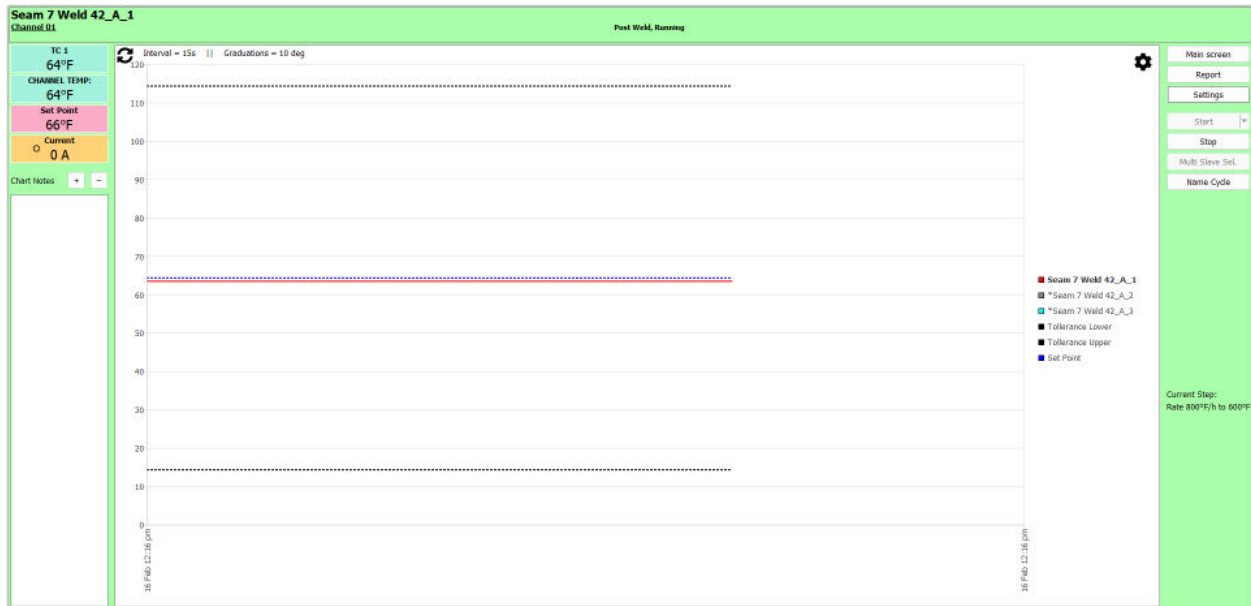 Seam 7 Weld 42_A_1
Channel 01
Post Weld, Running
TC 1
64°F
CHANNEL TEMP:
64°F
Set Point
66°F
Current
0 A
Chart Notes + -
Interval = 15s || Graduations = 10 deg
120
110
100
90
80
70
60
50
40
30
20
10
0
16 Feb 12:16 pm
16 Feb 12:16 pm
Seam 7 Weld 42_A_1
*Seam 7 Weld 42_A_2
*Seam 7 Weld 42_A_3
Tollerance Lower
Tollerance Upper
Set Point
Main screen
Report
Settings
Start
Stop
Multi Slave Sel.
Name Cycle
Current Step:
Rate 800°F/h to 600°F